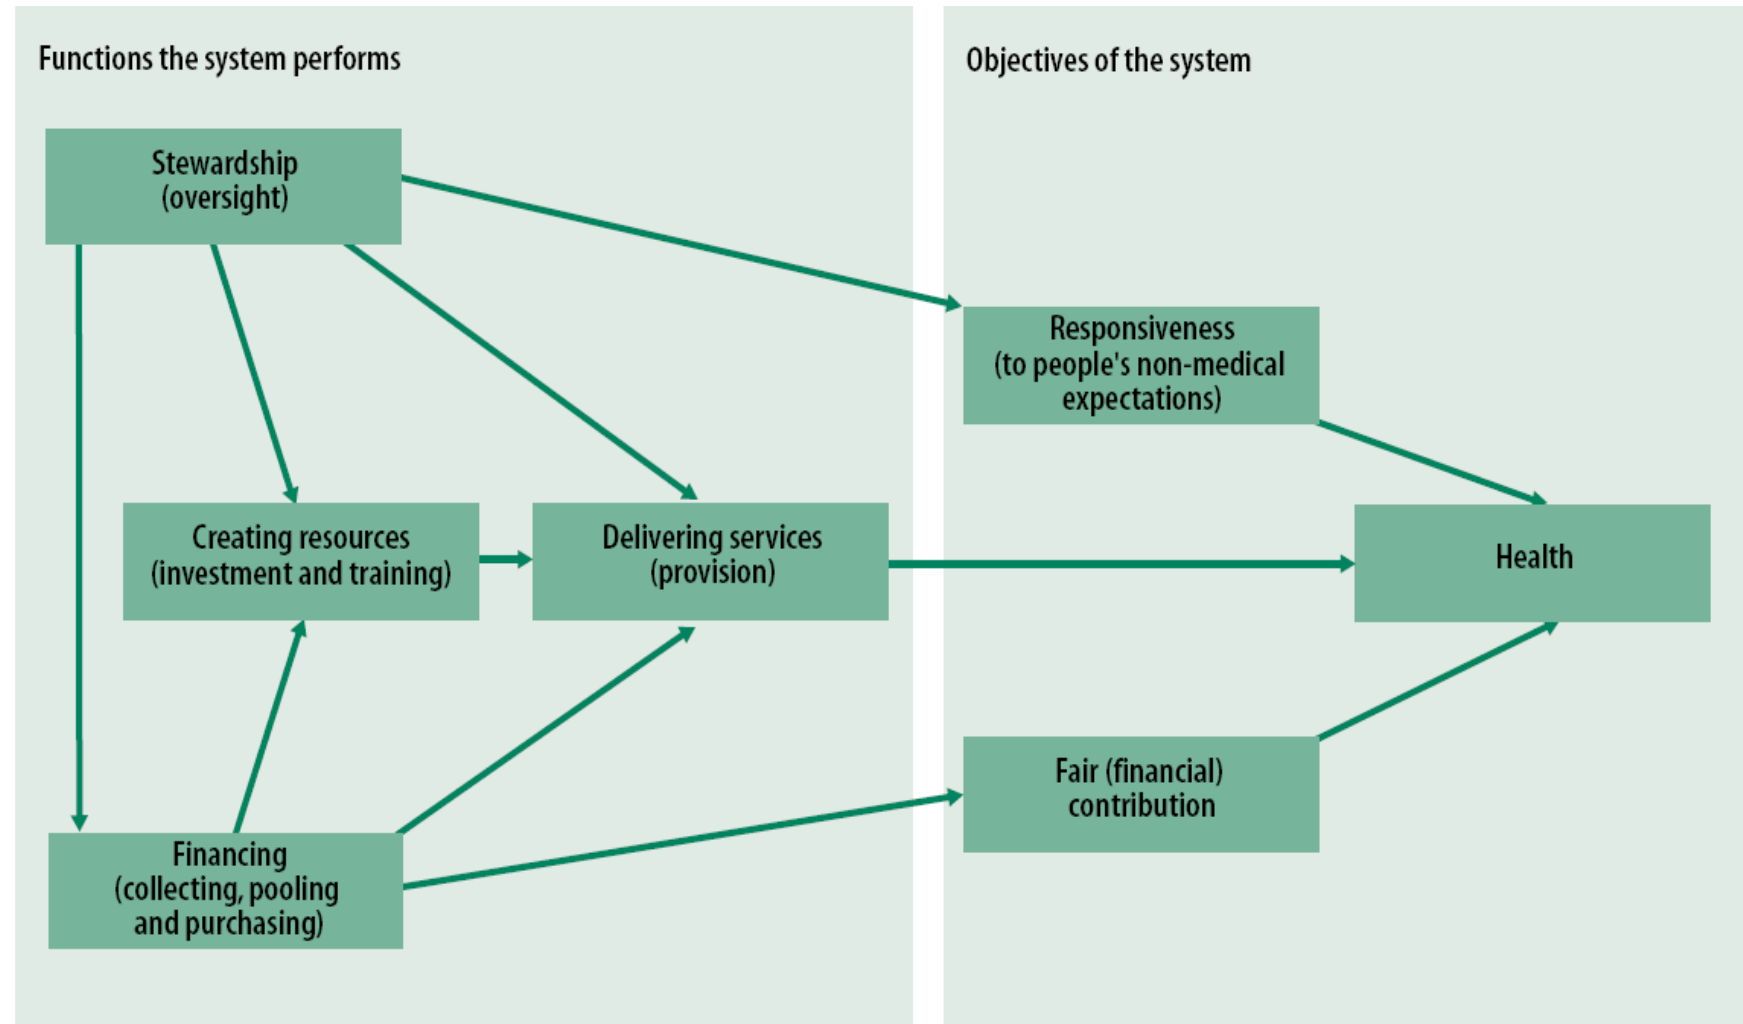 Functions the system performs
Objectives of the system
Stewardship
(oversight)
Responsiveness
(to people's non-medical
expectations)
Creating resources
(investment and training)
Delivering services
(provision)
Health
Fair (financial)
contribution
Financing
(collecting, pooling
and purchasing)